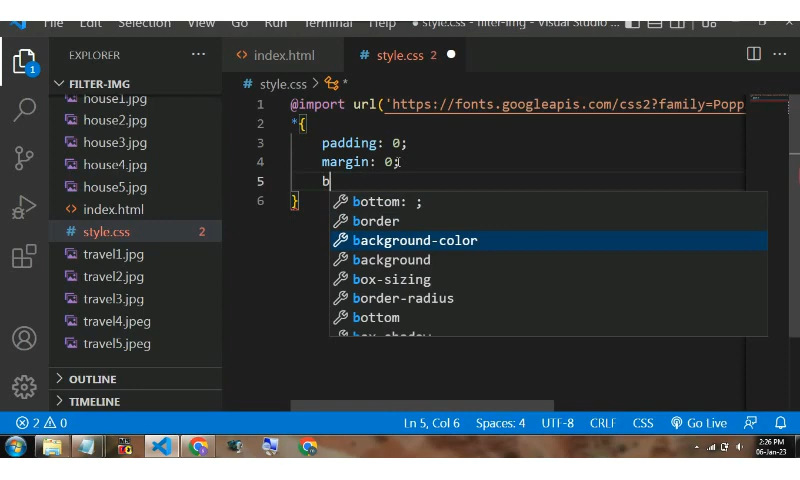 File Edit Selection View Go Run Terminal Help
style.css - filter-img - Visual Studio ...
EXPLORER
index.html
# style.css 2
FILTER-IMG
# style.css > *
house1.jpg
house2.jpg
house3.jpg
house4.jpg
house5.jpg
<> index.html
# style.css 2
travel1.jpg
travel2.jpg
travel3.jpg
travel4.jpeg
travel5.jpeg
OUTLINE
TIMELINE
1 @import url('https://fonts.googleapis.com/css2?family=Popp
2 *{
3 padding: 0;
4 margin: 0;
5 b
6 }
bottom: ;
border
background-color
background
box-sizing
border-radius
bottom
box-shadow
1
2 0
Ln 5, Col 6 Spaces: 4 UTF-8 CRLF CSS Go Live
2:26 PM
06-Jan-23